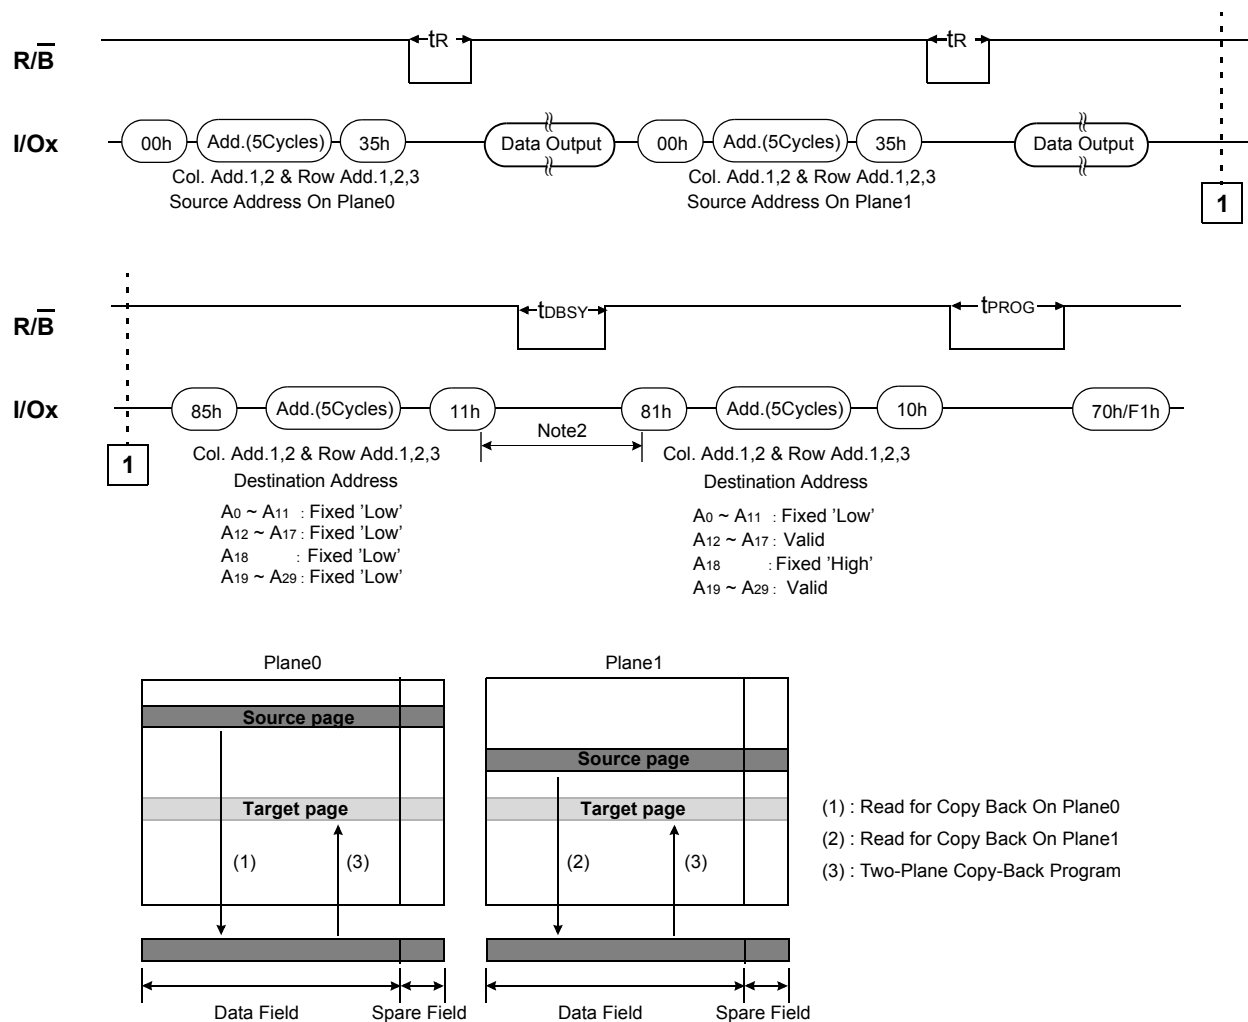 R/B tR tR
I/Ox 00h Add.(5Cycles) 35h Data Output 00h Add.(5Cycles) 35h Data Output
Col. Add.1,2 & Row Add.1,2,3 Col. Add.1,2 & Row Add.1,2,3
Source Address On Plane0 Source Address On Plane1
1
R/B tDBSY tPROG
I/Ox 85h Add.(5Cycles) 11h 81h Add.(5Cycles) 10h 70h/F1h
Note2
1
Col. Add.1,2 & Row Add.1,2,3 Col. Add.1,2 & Row Add.1,2,3
Destination Address Destination Address
A0 ~ A11 : Fixed 'Low' A0 ~ A11 : Fixed 'Low'
A12 ~ A17 : Fixed 'Low' A12 ~ A17 : Valid
A18 : Fixed 'Low' A18 : Fixed 'High'
A19 ~ A29 : Fixed 'Low' A19 ~ A29 : Valid
Plane0 Plane1
Source page
Source page
Target page Target page
(1) : Read for Copy Back On Plane0
(2) : Read for Copy Back On Plane1
(1) (3) (2) (3)
(3) : Two-Plane Copy-Back Program
Data Field Spare Field Data Field Spare Field